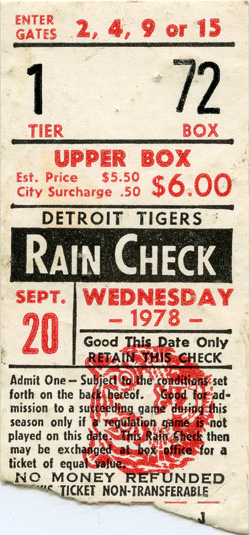 ENTER GATES 2, 4, 9 or 15
1 72
TIER BOX
UPPER BOX
Est. Price $5.50
City Surcharge .50 $6.00
DETROIT TIGERS
RAIN CHECK
SEPT. 20
WEDNESDAY
-1978-
Good This Date Only
RETAIN THIS CHECK
Admit One— Subject to the conditions set
forth on the back hereof. Good for ad-
mission to a succeeding game during this
season only if a regulation game is not
played on this date. This Rain Check then
may be exchanged at box office for a
ticket of equal value.
NO MONEY REFUNDED
THIS TICKET NON-TRANSFERABLE
J